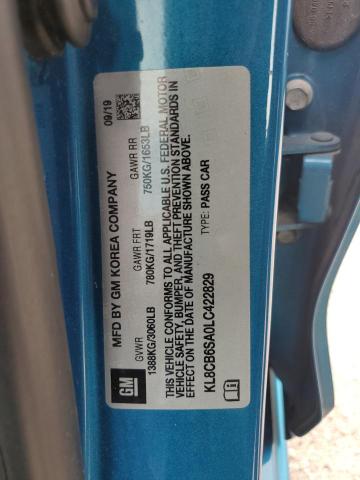 MFD BY GM KOREA COMPANY
09/19
GVWR GAWR FRT GAWR RR
1388KG/3060LB 780KG/1719LB 750KG/1653LB
THIS VEHICLE CONFORMS TO ALL APPLICABLE U.S. FEDERAL MOTOR
VEHICLE SAFETY, BUMPER, AND THEFT PREVENTION STANDARDS IN
EFFECT ON THE DATE OF MANUFACTURE SHOWN ABOVE.
TYPE: PASS CAR
KL8CB6SA0LC422829
GM